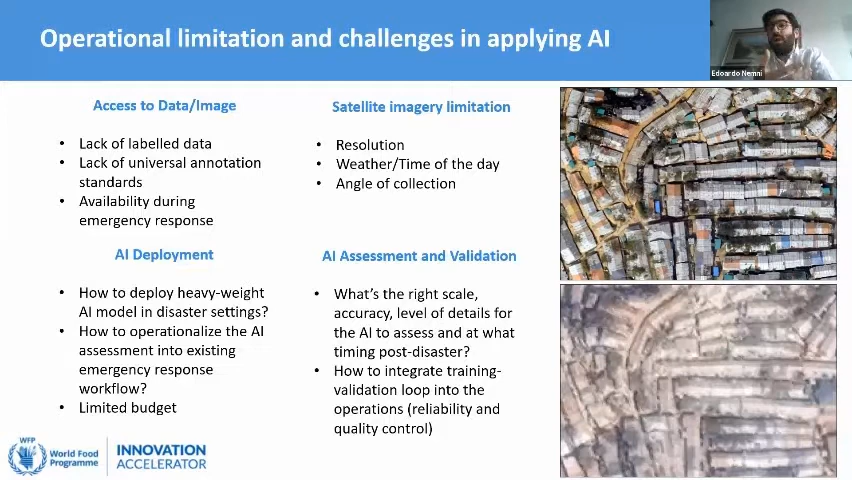 Operational limitation and challenges in applying AI
Edoardo Nemni
Access to Data/Image
• Lack of labelled data
• Lack of universal annotation
standards
• Availability during
emergency response
Satellite imagery limitation
• Resolution
• Weather/Time of the day
• Angle of collection
AI Deployment
• How to deploy heavy-weight
AI model in disaster settings?
• How to operationalize the AI
assessment into existing
emergency response
workflow?
• Limited budget
AI Assessment and Validation
• What's the right scale,
accuracy, level of details for
the AI to assess and at what
timing post-disaster?
• How to integrate training-
validation loop into the
operations (reliability and
quality control)
WFP
World Food
Programme
INNOVATION
ACCELERATOR